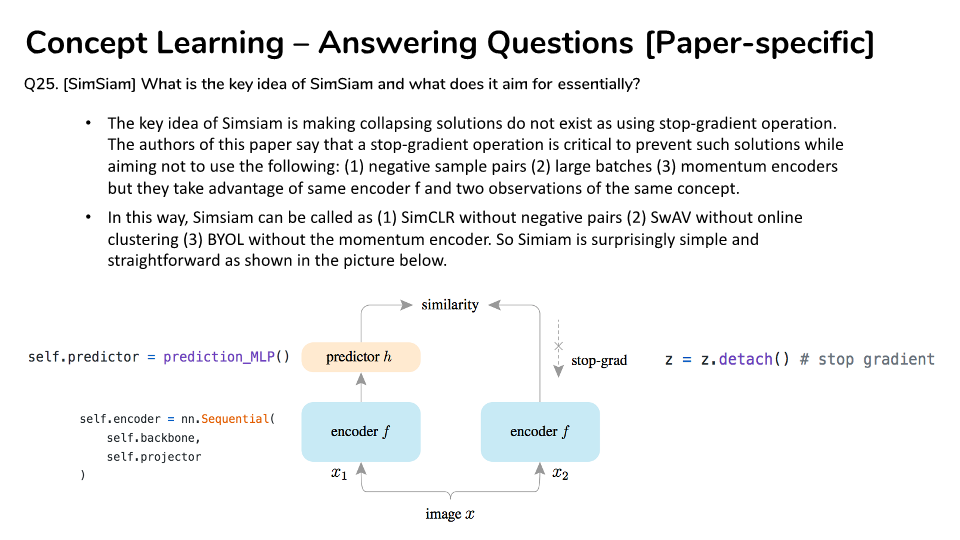 Concept Learning – Answering Questions [Paper-specific]
Q25. [SimSiam] What is the key idea of SimSiam and what does it aim for essentially?
• The key idea of Simsiam is making collapsing solutions do not exist as using stop-gradient operation.
The authors of this paper say that a stop-gradient operation is critical to prevent such solutions while
aiming not to use the following: (1) negative sample pairs (2) large batches (3) momentum encoders
but they take advantage of same encoder f and two observations of the same concept.
• In this way, Simsiam can be called as (1) SimCLR without negative pairs (2) SwAV without online
clustering (3) BYOL without the momentum encoder. So Simiam is surprisingly simple and
straightforward as shown in the picture below.
similarity
self.predictor = prediction_MLP()
predictor h
stop-grad
z = z.detach() # stop gradient
self.encoder = nn.Sequential(
self.backbone,
self.projector
)
encoder f
encoder f
x₁
x₂
image x